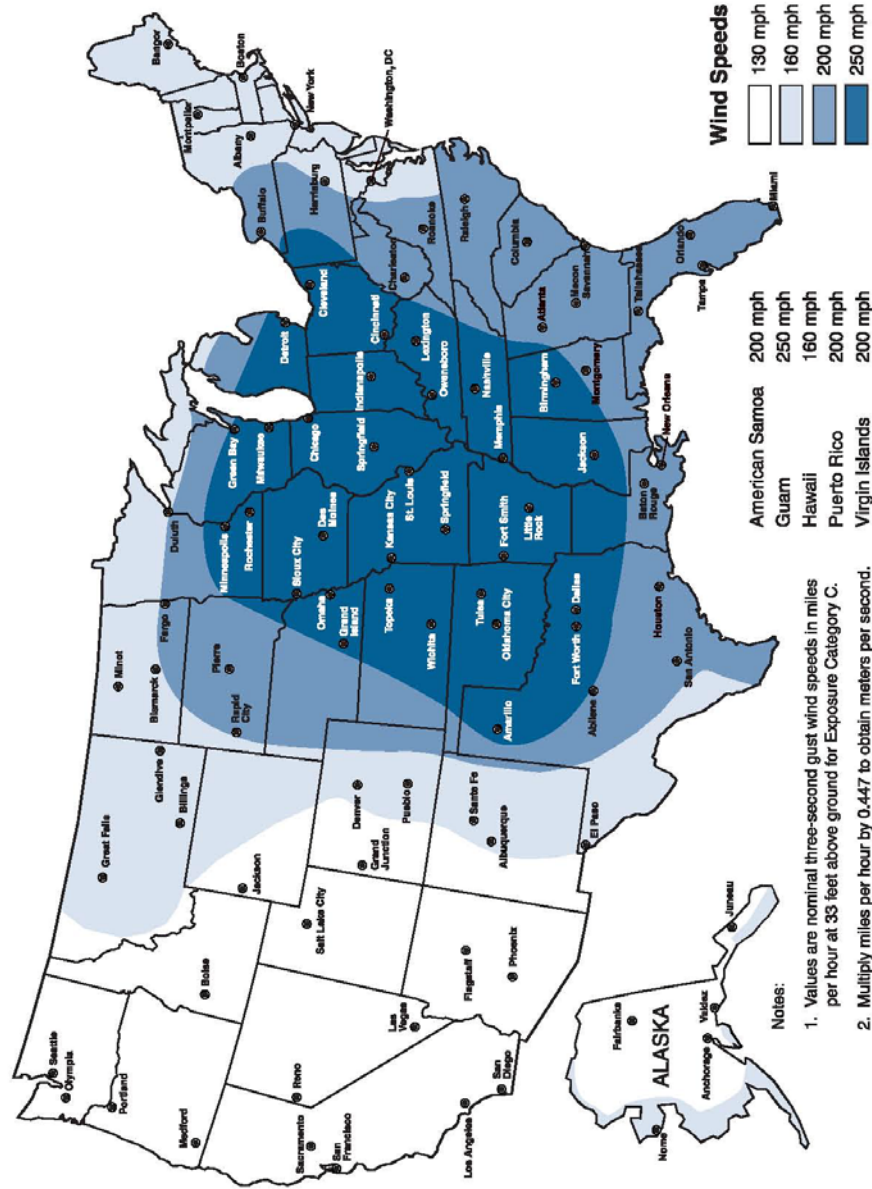 Bangor
Montpelier
Boston
Albany
New York
Washington, DC
Buffalo
Harrisburg
Charleston
Roanoke
Raleigh
Columbia
Atlanta
Macon
Savannah
Tallahassee
Orlando
Tampa
Miami
Cleveland
Detroit
Cincinnati
Lexington
Indianapolis
Owensboro
Nashville
Memphis
Birmingham
Montgomery
Jackson
New Orleans
Baton
Rouge
Green Bay
Milwaukee
Chicago
Springfield
St. Louis
Springfield
Kansas City
Des
Moines
Duluth
Minneapolis
Rochester
Sioux City
Omaha
Grand
Island
Topeka
Wichita
Fort Smith
Little
Rock
Tulsa
Oklahoma City
Dallas
Fort Worth
Amarillo
Abilene
Houston
San Antonio
Minot
Fargo
Bismarck
Pierre
Rapid
City
Great Falls
Glendive
Billings
Jackson
Denver
Pueblo
Grand
Junction
Santa Fe
Albuquerque
El Paso
Salt Lake City
Boise
Flagstaff
Phoenix
Las
Vegas
Reno
Seattle
Olympia
Portland
Medford
Sacramento
San
Francisco
Los Angeles
San
Diego
ALASKA
Fairbanks
Anchorage
Valdez
Juneau
Nome
Wind Speeds
130 mph
160 mph
200 mph
250 mph
American Samoa 200 mph
Guam 250 mph
Hawaii 160 mph
Puerto Rico 200 mph
Virgin Islands 200 mph
Notes:
1. Values are nominal three-second gust wind speeds in miles
per hour at 33 feet above ground for Exposure Category C.
2. Multiply miles per hour by 0.447 to obtain meters per second.